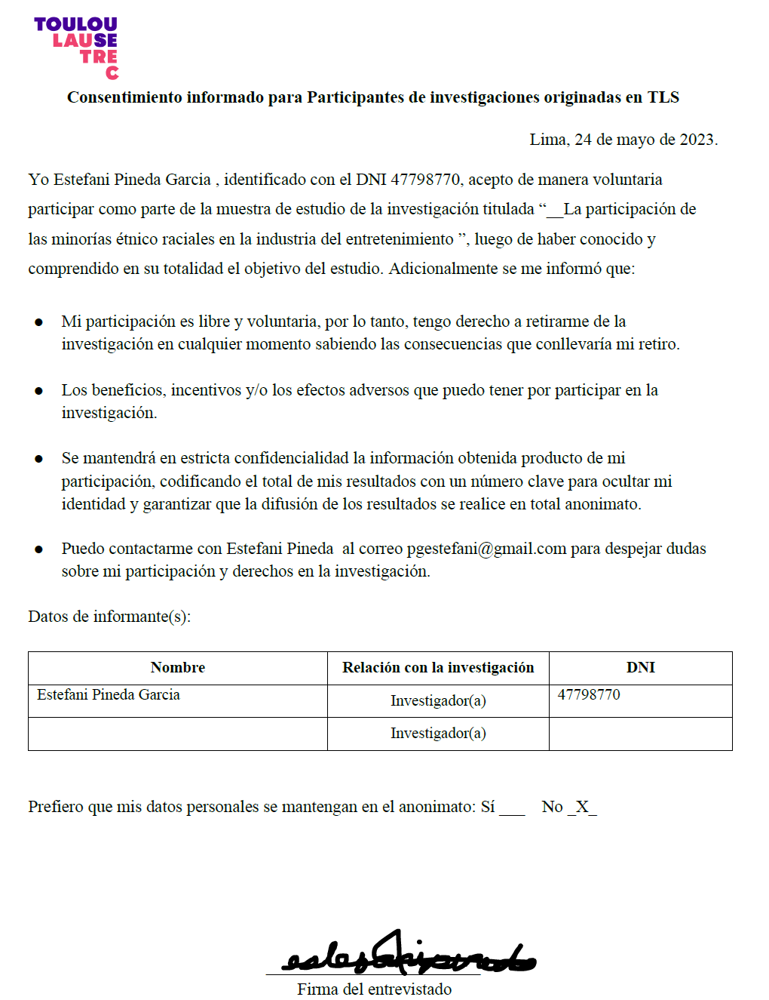 TOULOU
LAUSE
TRE
C
Consentimiento informado para Participantes de investigaciones originadas en TLS
Lima, 24 de mayo de 2023.
Yo Estefani Pineda Garcia , identificado con el DNI 47798770, acepto de manera voluntaria
participar como parte de la muestra de estudio de la investigación titulada “__La participación de
las minorías étnico raciales en la industria del entretenimiento ”, luego de haber conocido y
comprendido en su totalidad el objetivo del estudio. Adicionalmente se me informó que:
● Mi participación es libre y voluntaria, por lo tanto, tengo derecho a retirarme de la
investigación en cualquier momento sabiendo las consecuencias que conllevaría mi retiro.
● Los beneficios, incentivos y/o los efectos adversos que puedo tener por participar en la
investigación.
● Se mantendrá en estricta confidencialidad la información obtenida producto de mi
participación, codificando el total de mis resultados con un número clave para ocultar mi
identidad y garantizar que la difusión de los resultados se realice en total anonimato.
● Puedo contactarme con Estefani Pineda  al correo pgestefani@gmail.com para despejar dudas
sobre mi participación y derechos en la investigación.
Datos de informante(s):
Nombre Relación con la investigación DNI
Estefani Pineda Garcia Investigador(a) 47798770
Investigador(a)
Prefiero que mis datos personales se mantengan en el anonimato: Sí ___ No _X_
Firma del entrevistado